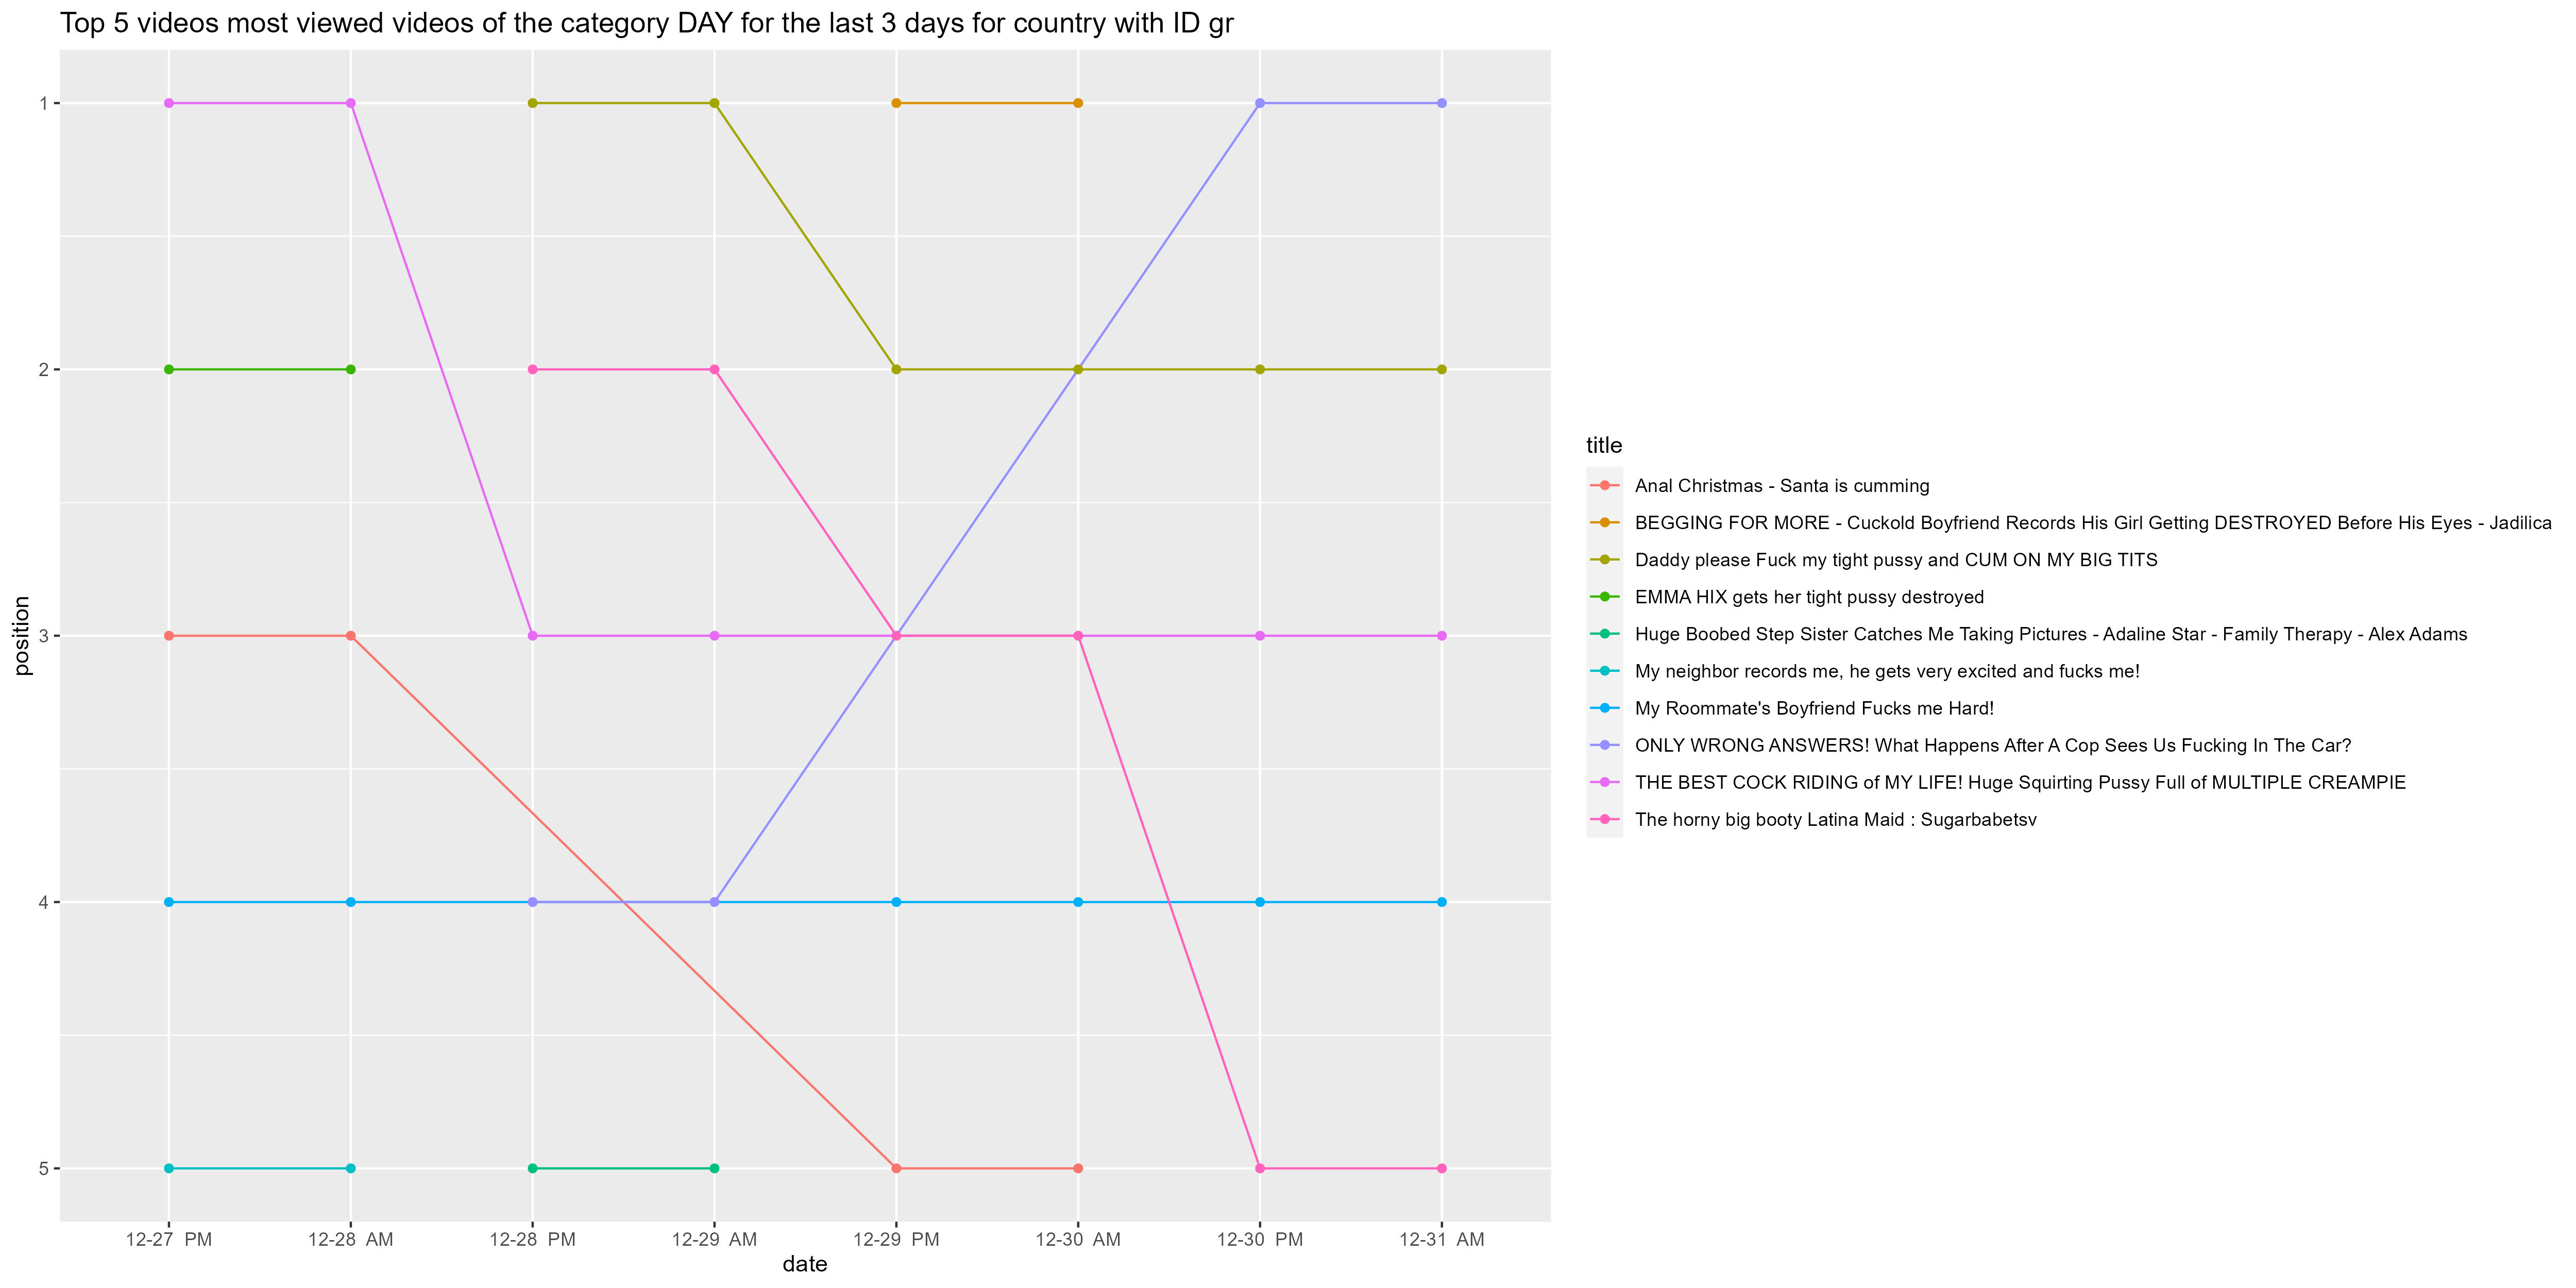 Top 5 videos most viewed videos of the category DAY for the last 3 days for country with ID gr
position
1
2
3
4
5
12-27 PM
12-28 AM
12-28 PM
12-29 AM
12-29 PM
12-30 AM
12-30 PM
12-31 AM
date
title
Anal Christmas - Santa is cumming
BEGGING FOR MORE - Cuckold Boyfriend Records His Girl Getting DESTROYED Before His Eyes - Jadilica
Daddy please Fuck my tight pussy and CUM ON MY BIG TITS
EMMA HIX gets her tight pussy destroyed
Huge Boobed Step Sister Catches Me Taking Pictures - Adaline Star - Family Therapy - Alex Adams
My neighbor records me, he gets very excited and fucks me!
My Roommate's Boyfriend Fucks me Hard!
ONLY WRONG ANSWERS! What Happens After A Cop Sees Us Fucking In The Car?
THE BEST COCK RIDING of MY LIFE! Huge Squirting Pussy Full of MULTIPLE CREAMPIE
The horny big booty Latina Maid : Sugarbabetsv